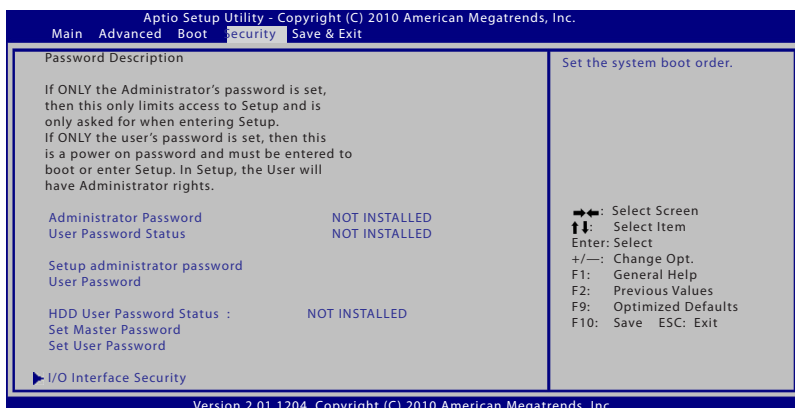 Aptio Setup Utility - Copyright (C) 2010 American Megatrends, Inc.
Main Advanced Boot Security Save & Exit
Password Description
If ONLY the Administrator's password is set,
then this only limits access to Setup and is
only asked for when entering Setup.
If ONLY the user's password is set, then this
is a power on password and must be entered to
boot or enter Setup. In Setup, the User will
have Administrator rights.
Administrator Password NOT INSTALLED
User Password Status NOT INSTALLED
Setup administrator password
User Password
HDD User Password Status : NOT INSTALLED
Set Master Password
Set User Password
I/O Interface Security
Set the system boot order.
→←: Select Screen
↑↓: Select Item
Enter: Select
+/—: Change Opt.
F1: General Help
F2: Previous Values
F9: Optimized Defaults
F10: Save ESC: Exit
Version 2.01.1204. Copyright (C) 2010 American Megatrends, Inc.